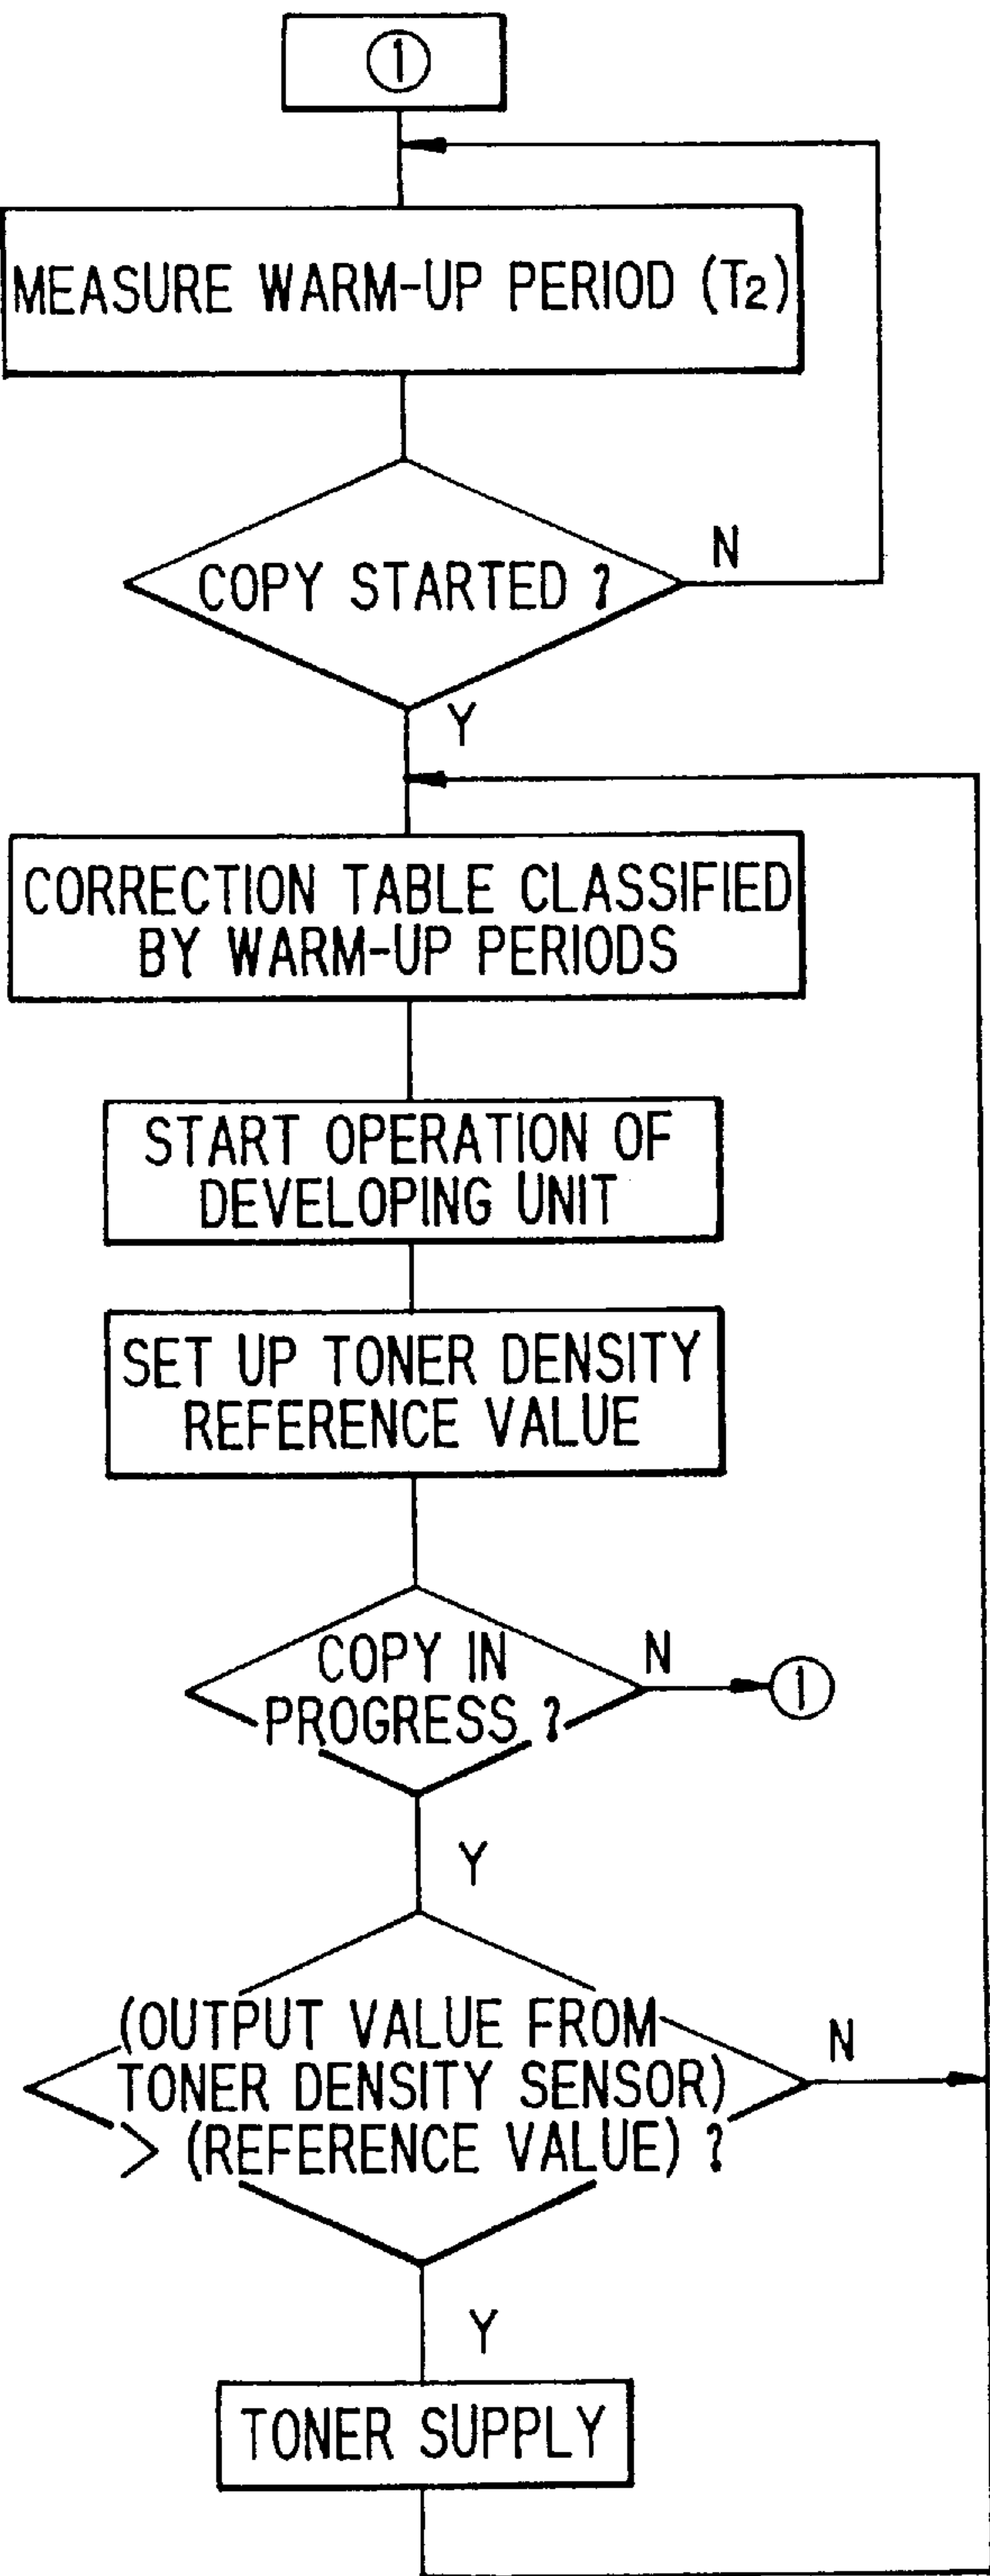 ①
MEASURE WARM-UP PERIOD (T2)
N
COPY STARTED ?
Y
CORRECTION TABLE CLASSIFIED
BY WARM-UP PERIODS
START OPERATION OF
DEVELOPING UNIT
SET UP TONER DENSITY
REFERENCE VALUE
COPY IN
PROGRESS ?
N
①
Y
(OUTPUT VALUE FROM
TONER DENSITY SENSOR)
> (REFERENCE VALUE) ?
N
Y
TONER SUPPLY